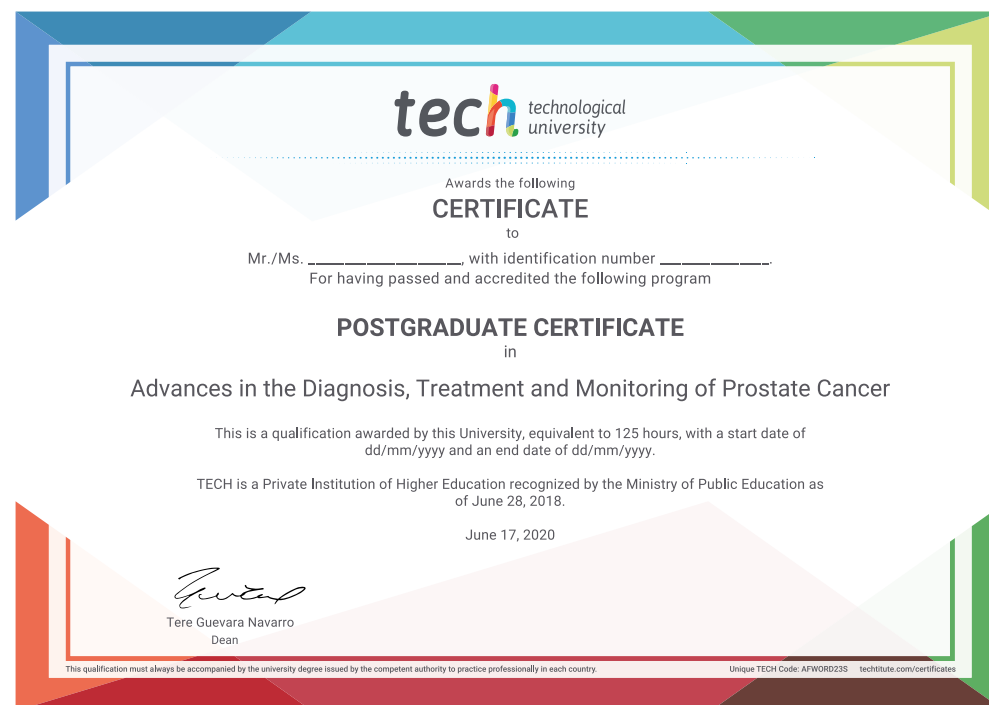 tech technological
university
Awards the following
CERTIFICATE
to
Mr./Ms. ____________________, with identification number ______________.
For having passed and accredited the following program
POSTGRADUATE CERTIFICATE
in
Advances in the Diagnosis, Treatment and Monitoring of Prostate Cancer
This is a qualification awarded by this University, equivalent to 125 hours, with a start date of
dd/mm/yyyy and an end date of dd/mm/yyyy.
TECH is a Private Institution of Higher Education recognized by the Ministry of Public Education as
of June 28, 2018.
June 17, 2020
Tere Guevara Navarro
Dean
This qualification must always be accompanied by the university degree issued by the competent authority to practice professionally in each country. Unique TECH Code: AFWORD23S techtitute.com/certificates